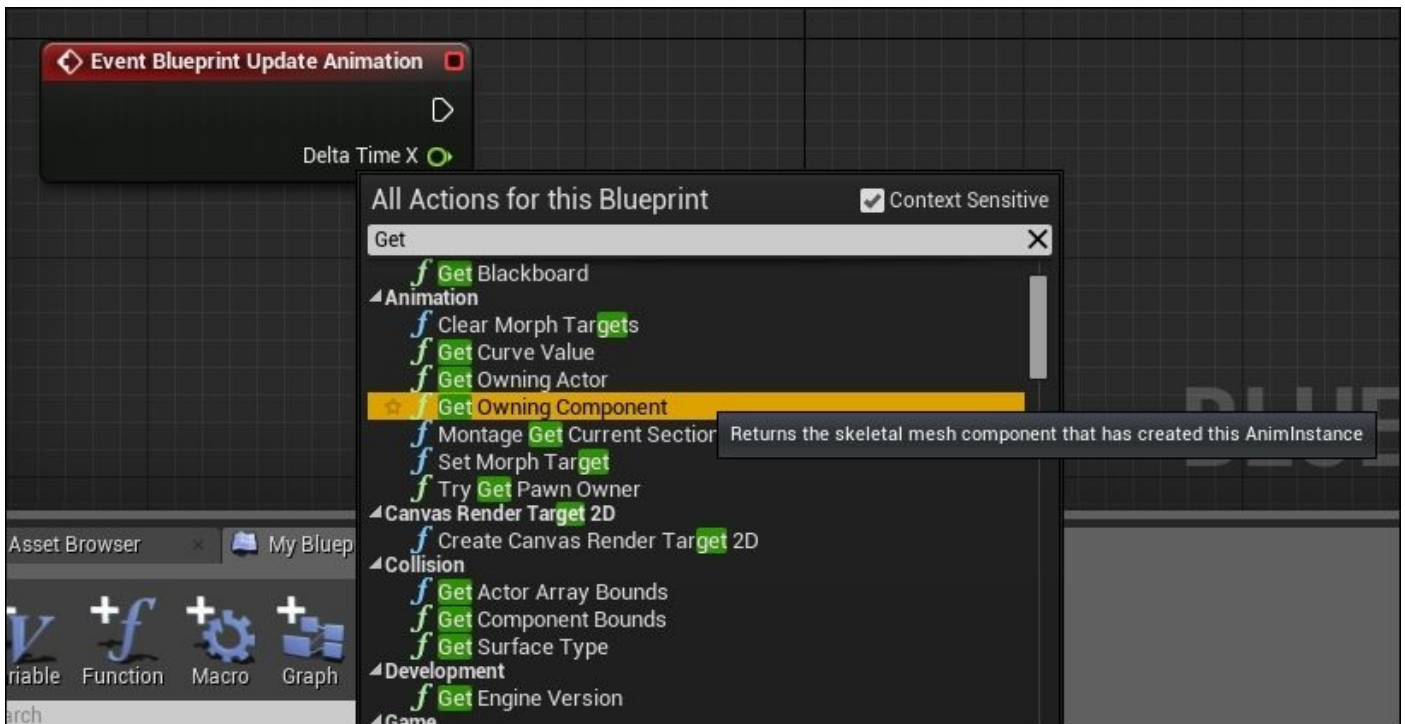 Event Blueprint Update Animation
Delta Time X
All Actions for this Blueprint
Context Sensitive
Get
Get Blackboard
Animation
Clear Morph Targets
Get Curve Value
Get Owning Actor
Get Owning Component
Montage Get Current Section
Returns the skeletal mesh component that has created this AnimInstance
Set Morph Target
Try Get Pawn Owner
Canvas Render Target 2D
Create Canvas Render Target 2D
Collision
Get Actor Array Bounds
Get Component Bounds
Get Surface Type
Development
Get Engine Version
Game
BLUE
Asset Browser
My Bluep
riable
Function
Macro
Graph
arch